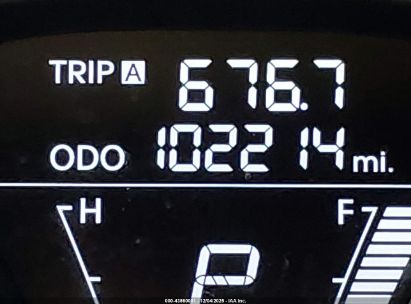 TRIP A 676.7
ODO 102214 mi.
H F
P